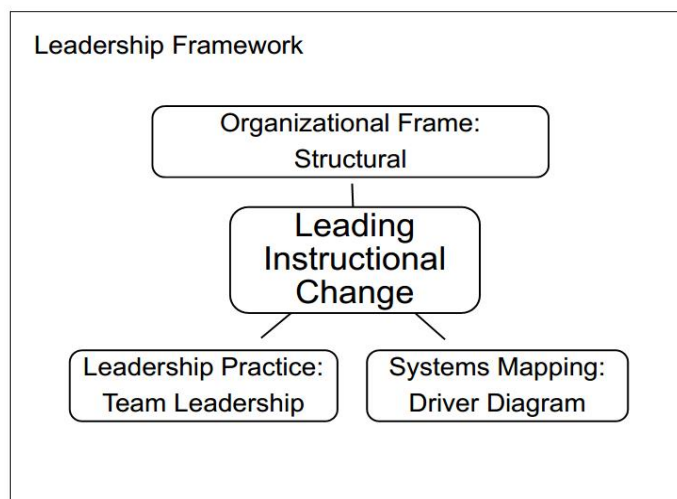 Leadership Framework
Organizational Frame:
Structural
Leading
Instructional
Change
Leadership Practice:
Team Leadership
Systems Mapping:
Driver Diagram